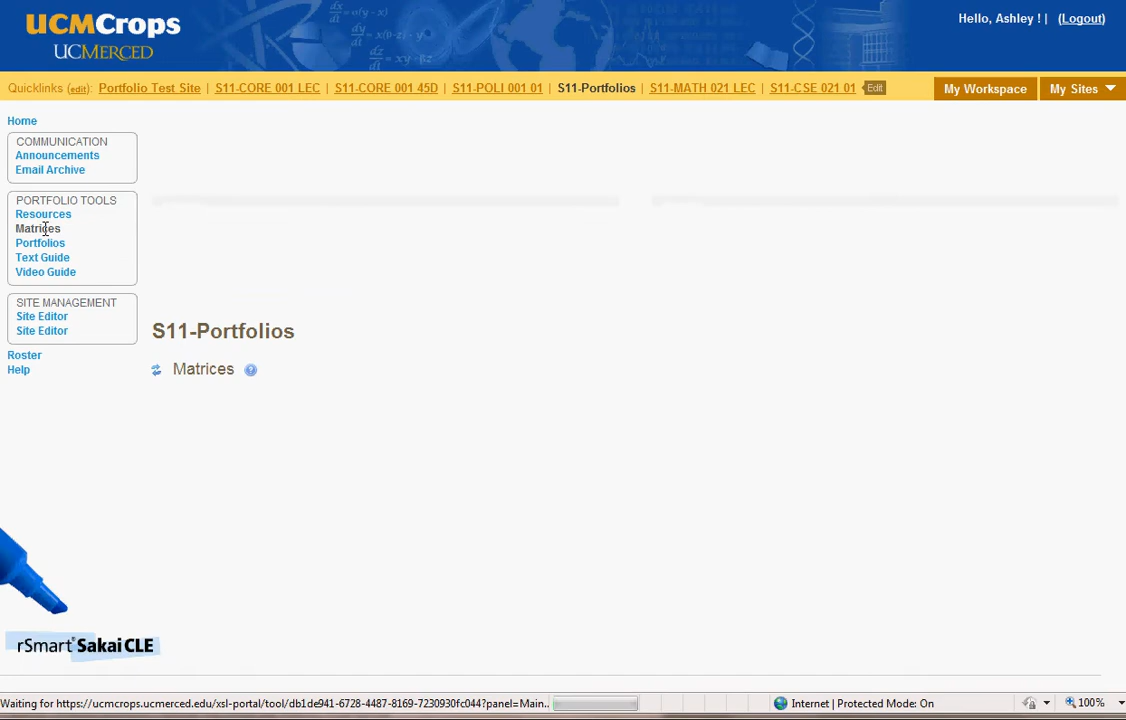 UCMCrops
UCMERCED
Hello, Ashley ! | (Logout)
Quicklinks (edit): Portfolio Test Site | S11-CORE 001 LEC | S11-CORE 001 45D | S11-POLI 001 01 | S11-Portfolios | S11-MATH 021 LEC | S11-CSE 021 01 Edit My Workspace My Sites
Home
COMMUNICATION
Announcements
Email Archive
PORTFOLIO TOOLS
Resources
Matrices
Portfolios
Text Guide
Video Guide
SITE MANAGEMENT
Site Editor
Site Editor
Roster
Help
S11-Portfolios
Matrices ?
rSmart® Sakai CLE
Waiting for https://ucmcrops.ucmerced.edu/xsl-portal/tool/db1de941-6728-4487-8169-7230930fc044?panel=Main.. Internet | Protected Mode: On 100%